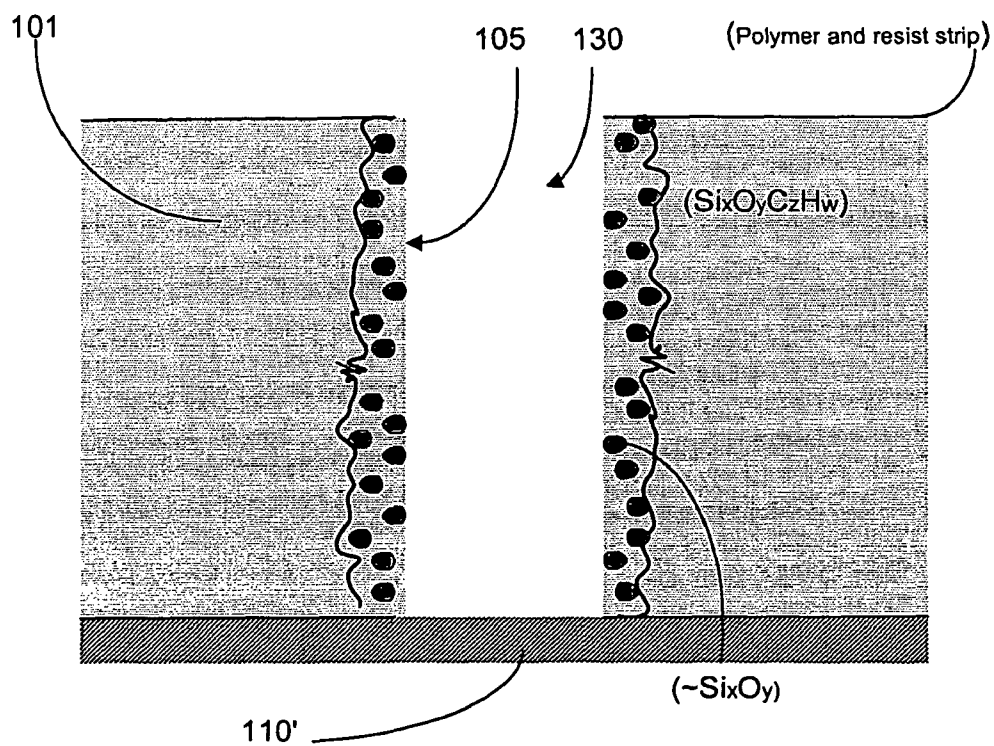 101
105
130
(Polymer and resist strip)
(SixOyCzHw)
(~SixOy)
110'